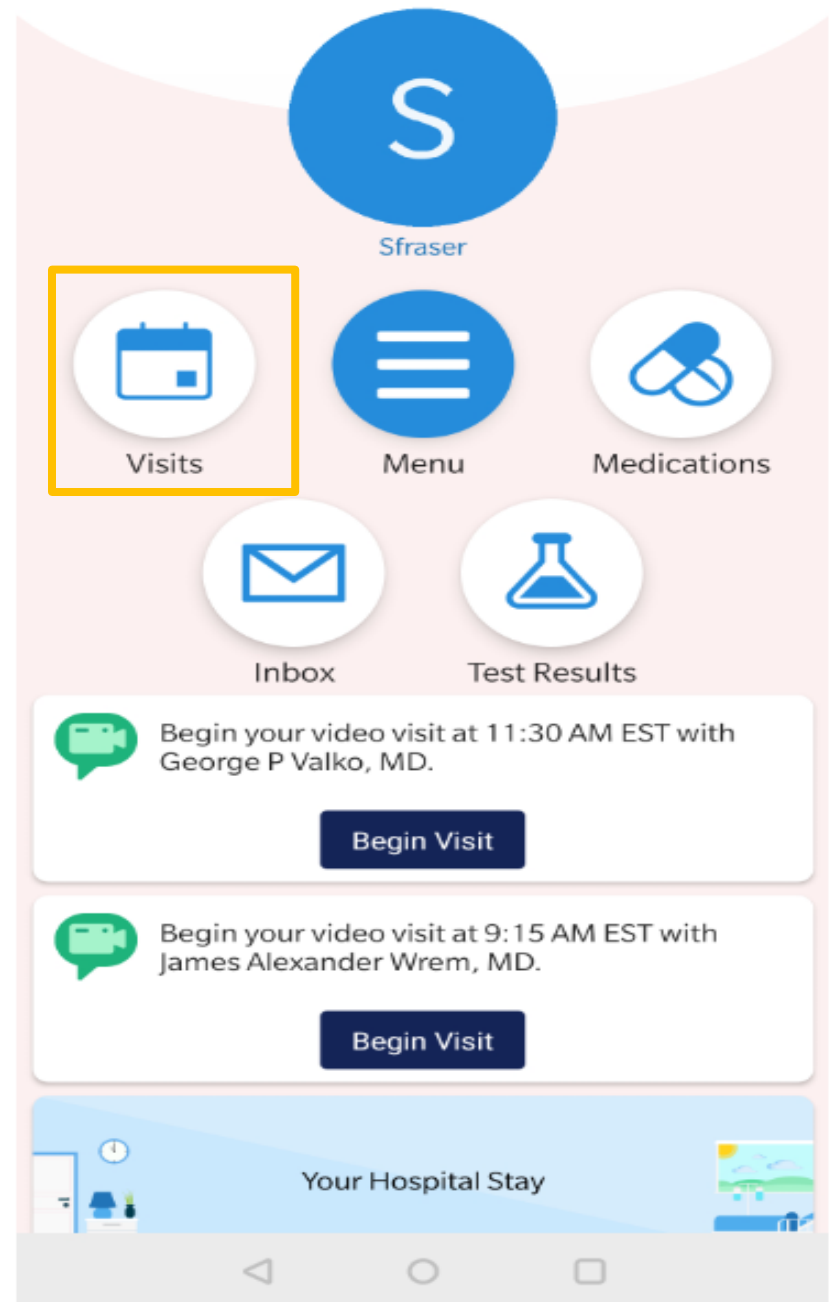 S
Sfraser
Visits
Menu
Medications
Inbox
Test Results
Begin your video visit at 11:30 AM EST with
George P Valko, MD.
Begin Visit
Begin your video visit at 9:15 AM EST with
James Alexander Wrem, MD.
Begin Visit
Your Hospital Stay